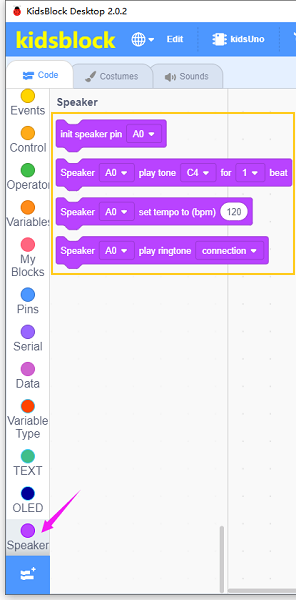 KidsBlock Desktop 2.0.2
kidsblock Edit kidsUno
Code Costumes Sounds
Events
Control
Operator
Variables
My
Blocks
Pins
Serial
Data
Variable
Type
TEXT
OLED
Speaker
Speaker
init speaker pin A0
Speaker A0 play tone C4 for 1 beat
Speaker A0 set tempo to (bpm) 120
Speaker A0 play ringtone connection